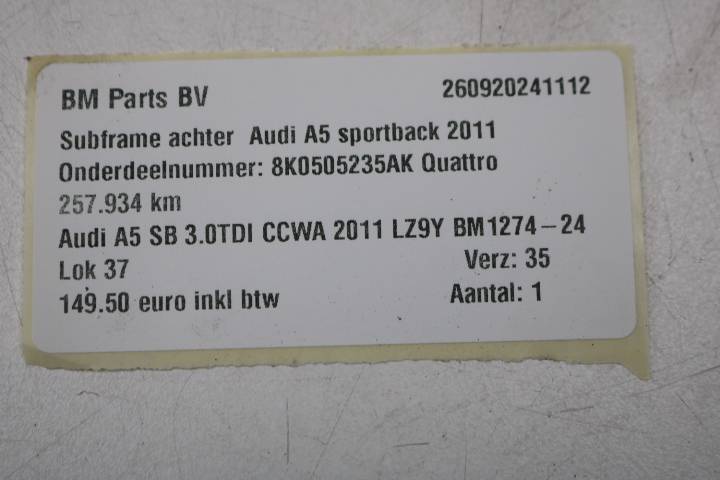 BM Parts BV 260920241112
Subframe achter Audi A5 sportback 2011
Onderdeelnummer: 8K0505235AK Quattro
257.934 km
Audi A5 SB 3.0TDI CCWA 2011 LZ9Y BM1274-24
Lok 37 Verz: 35
149.50 euro inkl btw Aantal: 1